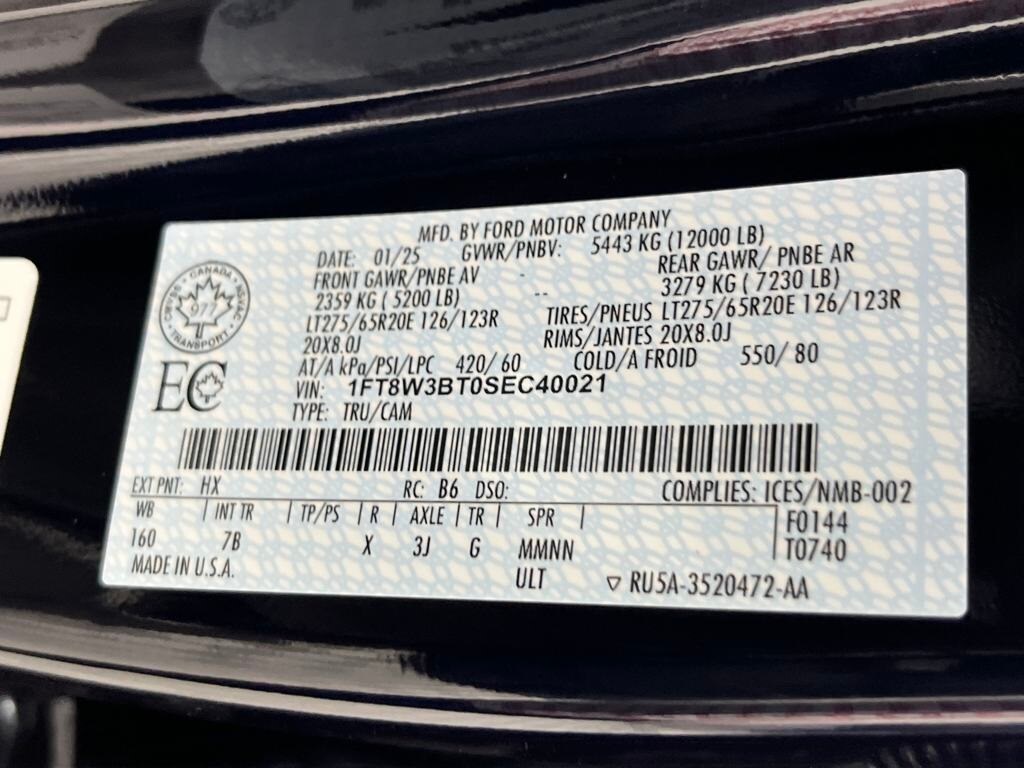 MFD. BY FORD MOTOR COMPANY
DATE: 01/25 GVWR/PNBV: 5443 KG (12000 LB)
FRONT GAWR/PNBE AV REAR GAWR/ PNBE AR
2359 KG ( 5200 LB) 3279 KG ( 7230 LB)
LT275/65R20E 126/123R TIRES/PNEUS LT275/65R20E 126/123R
20X8.0J RIMS/JANTES 20X8.0J
AT/A kPa/PSI/LPC 420/ 60 COLD/A FROID 550/ 80
VIN: 1FT8W3BT0SEC40021
TYPE: TRU/CAM
CANADA
977
TRANSPORT
EC
EXT PNT: HX RC: B6 DSO: COMPLIES: ICES/NMB-002
WB | INT TR | TP/PS | R | AXLE | TR | SPR | F0144
160 7B X 3J G MMNN T0740
MADE IN U.S.A. ULT ▽ RU5A-3520472-AA